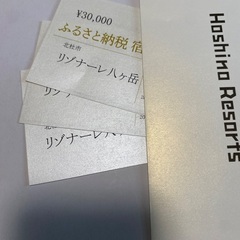 ¥30,000
ふるさと納税 宿
北杜市
リゾナーレ八ヶ岳
リゾナーレ
リゾナーレ八ヶ
Hoshino Resorts